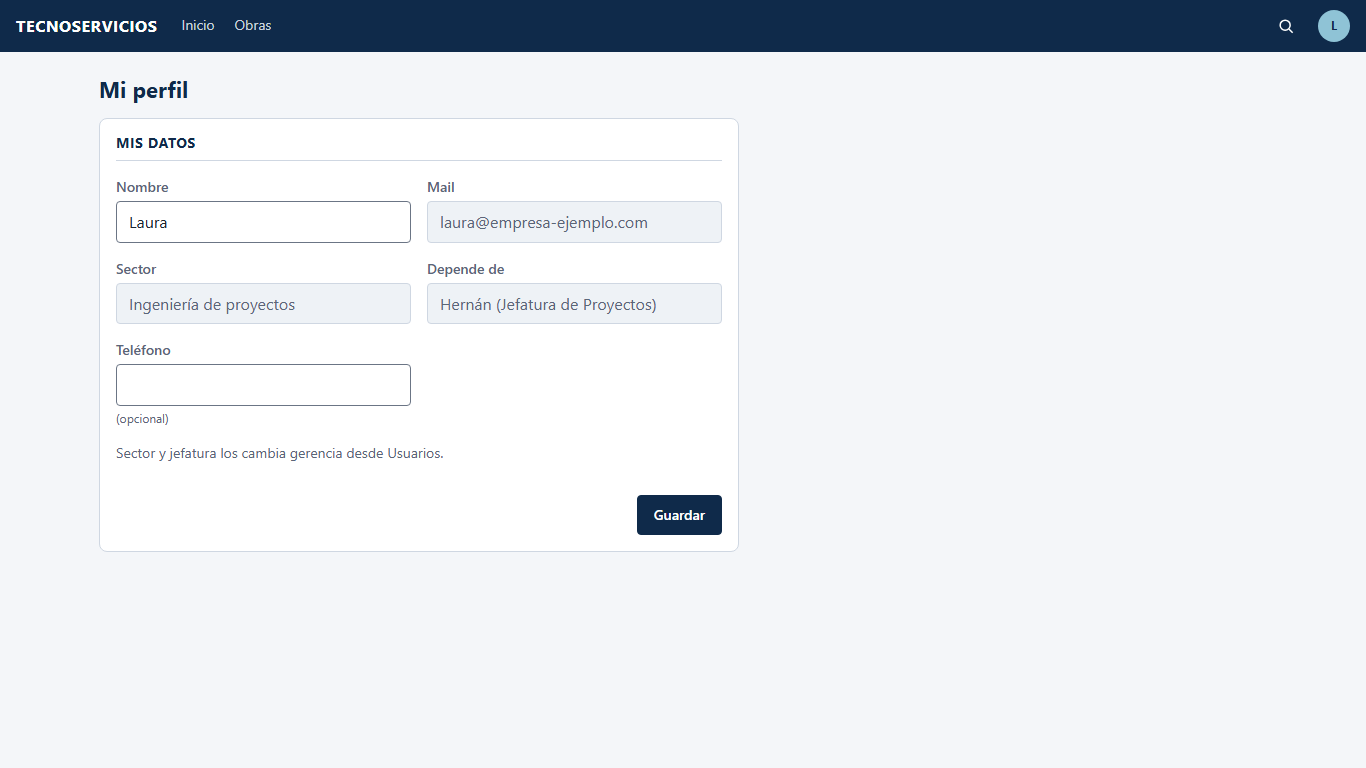 TECNOSERVICIOS Inicio Obras L
Mi perfil
MIS DATOS
Nombre Mail
Laura laura@empresa-ejemplo.com
Sector Depende de
Ingeniería de proyectos Hernán (Jefatura de Proyectos)
Teléfono
(opcional)
Sector y jefatura los cambia gerencia desde Usuarios.
Guardar